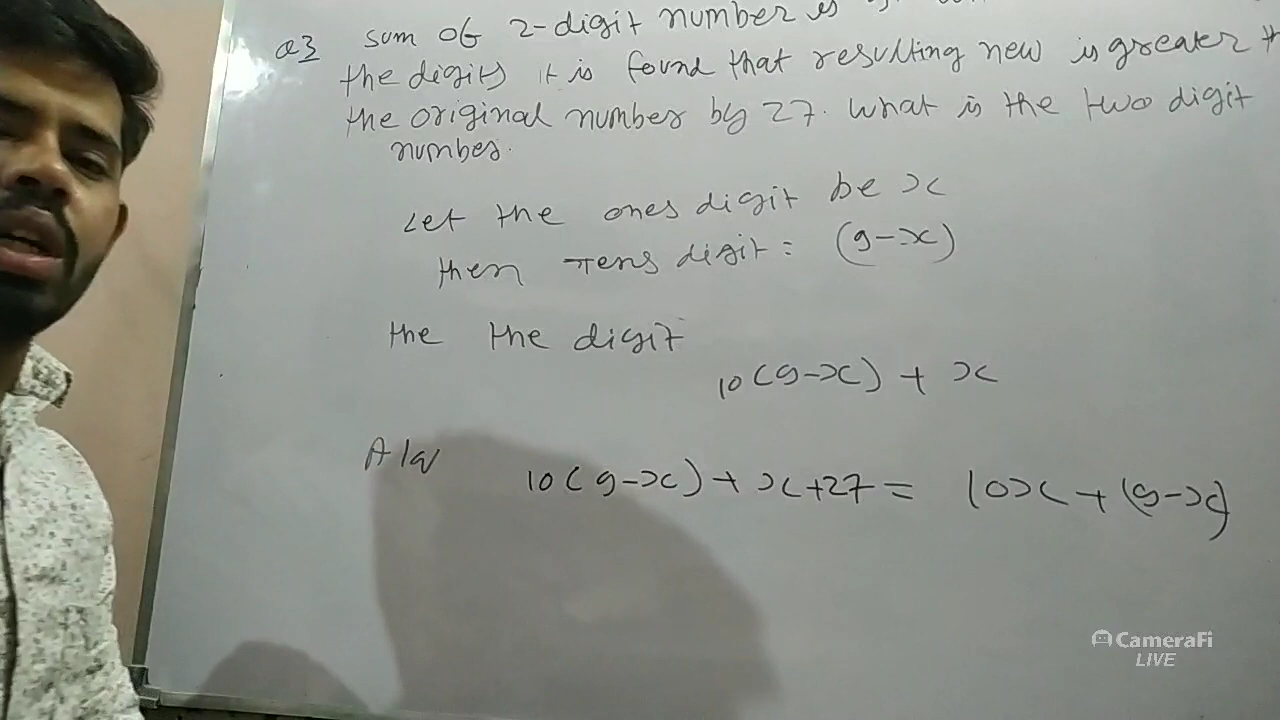 Q3 sum of 2-digit number is
the digits it is found that resulting new is greater
the original number by 27. What is the two digit
number.
Let the ones digit be x
then Tens digit = (9-x)
the the digit
10(9-x) + x
A/q 10(9-x) + x+27 = 10x + (9-x)
CameraFi
LIVE